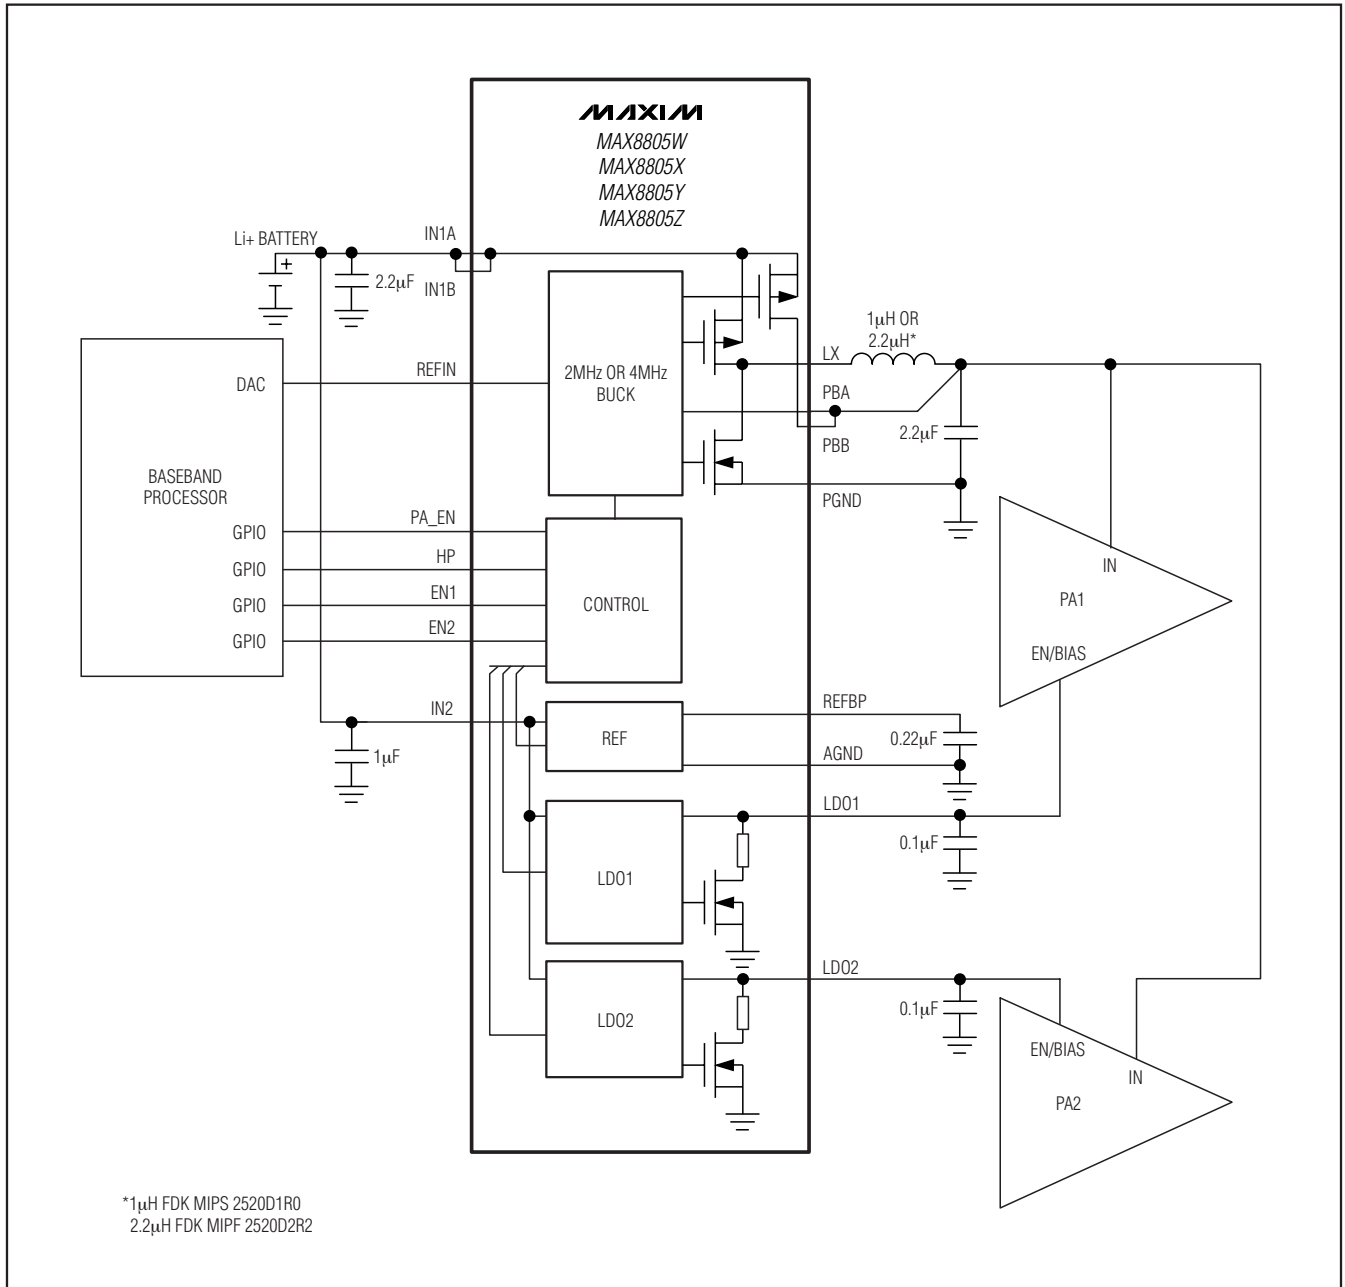 MAXIM
MAX8805W
MAX8805X
MAX8805Y
MAX8805Z
Li+ BATTERY
+
2.2µF
IN1A
IN1B
2MHz OR 4MHz
BUCK
LX
1µH OR
2.2µH*
PBA
PBB
2.2µF
PGND
BASEBAND
PROCESSOR
DAC
REFIN
GPIO
PA_EN
GPIO
HP
GPIO
EN1
GPIO
EN2
CONTROL
IN
PA1
EN/BIAS
IN2
1µF
REF
REFBP
0.22µF
AGND
LDO1
LDO1
0.1µF
LDO2
LDO2
0.1µF
EN/BIAS
IN
PA2
*1µH FDK MIPS 2520D1R0
2.2µH FDK MIPF 2520D2R2